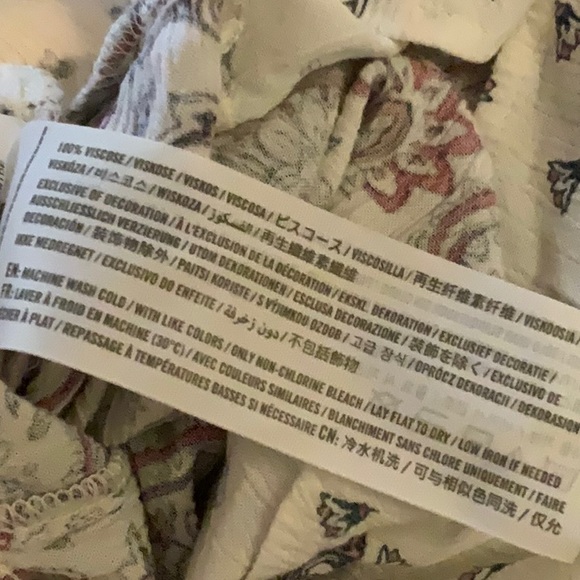 100% VISCOSE / VISKOSE / VISKOS / VISCOSA / ビスコース / VISCOSILLA / 再生纤维素纤维 / VISKOOSIA /
VISKÓZA / 비스코스 / WISKOZA / الفسكوز / 再生纖維素纖維
EXCLUSIVE OF DECORATION / À L'EXCLUSION DE LA DÉCORATION / EKSKL. DEKORATION / EXCLUSIEF DECORATIE /
AUSSCHLIESSLICH VERZIERUNG / UTOM DEKORATIONEN / ESCLUSA DECORAZIONE / 装飾を除く / EXCLUSIVO DE
DECORACIÓN / 装饰物除外 / PAITSI KORISTE / S VÝJIMKOU OZDOB / 고급 장식 / OPRÓCZ DEKORACJI / DEKORASION
IKKE MEDREGNET / EXCLUSIVO DO ENFEITE / دون زخرفة / 不包括飾物
EN: MACHINE WASH COLD / WITH LIKE COLORS / ONLY NON-CHLORINE BLEACH / LAY FLAT TO DRY / LOW IRON IF NEEDED
FR: LAVER À FROID EN MACHINE (30°C) / AVEC COULEURS SIMILAIRES / BLANCHIMENT SANS CHLORE UNIQUEMENT / FAIRE
À PLAT / REPASSAGE À TEMPÉRATURES BASSES SI NÉCESSAIRE CN: 冷水机洗 / 可与相似色同洗 / 仅允